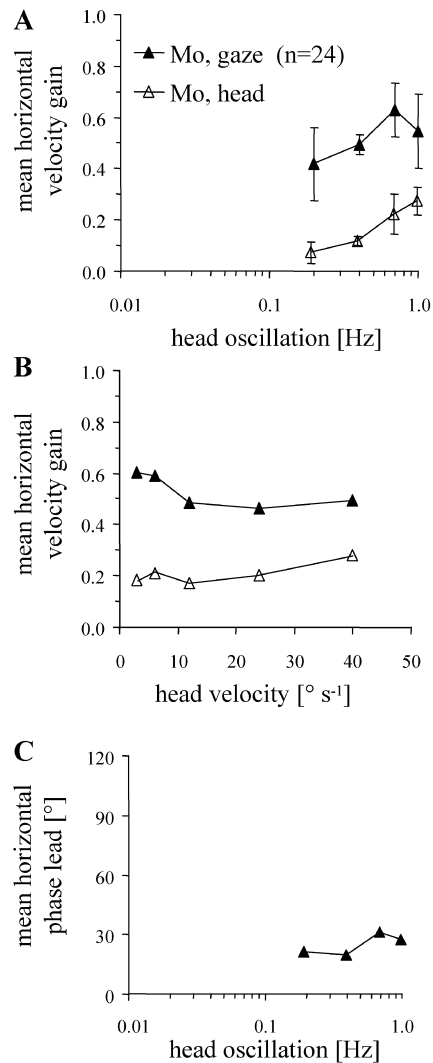 A
mean horizontal
velocity gain
1.0
0.8
0.6
0.4
0.2
0.0
Mo, gaze (n=24)
Mo, head
0.01 0.1 1.0
head oscillation [Hz]
B
mean horizontal
velocity gain
1.0
0.8
0.6
0.4
0.2
0.0
0 10 20 30 40 50
head velocity [° s-1]
C
mean horizontal
phase lead [°]
120
90
60
30
0
0.01 0.1 1.0
head oscillation [Hz]